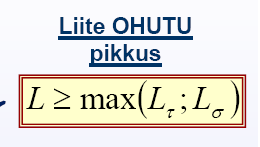 Liite OHUTU
pikkus
L ≥ max(L_τ; L_σ)